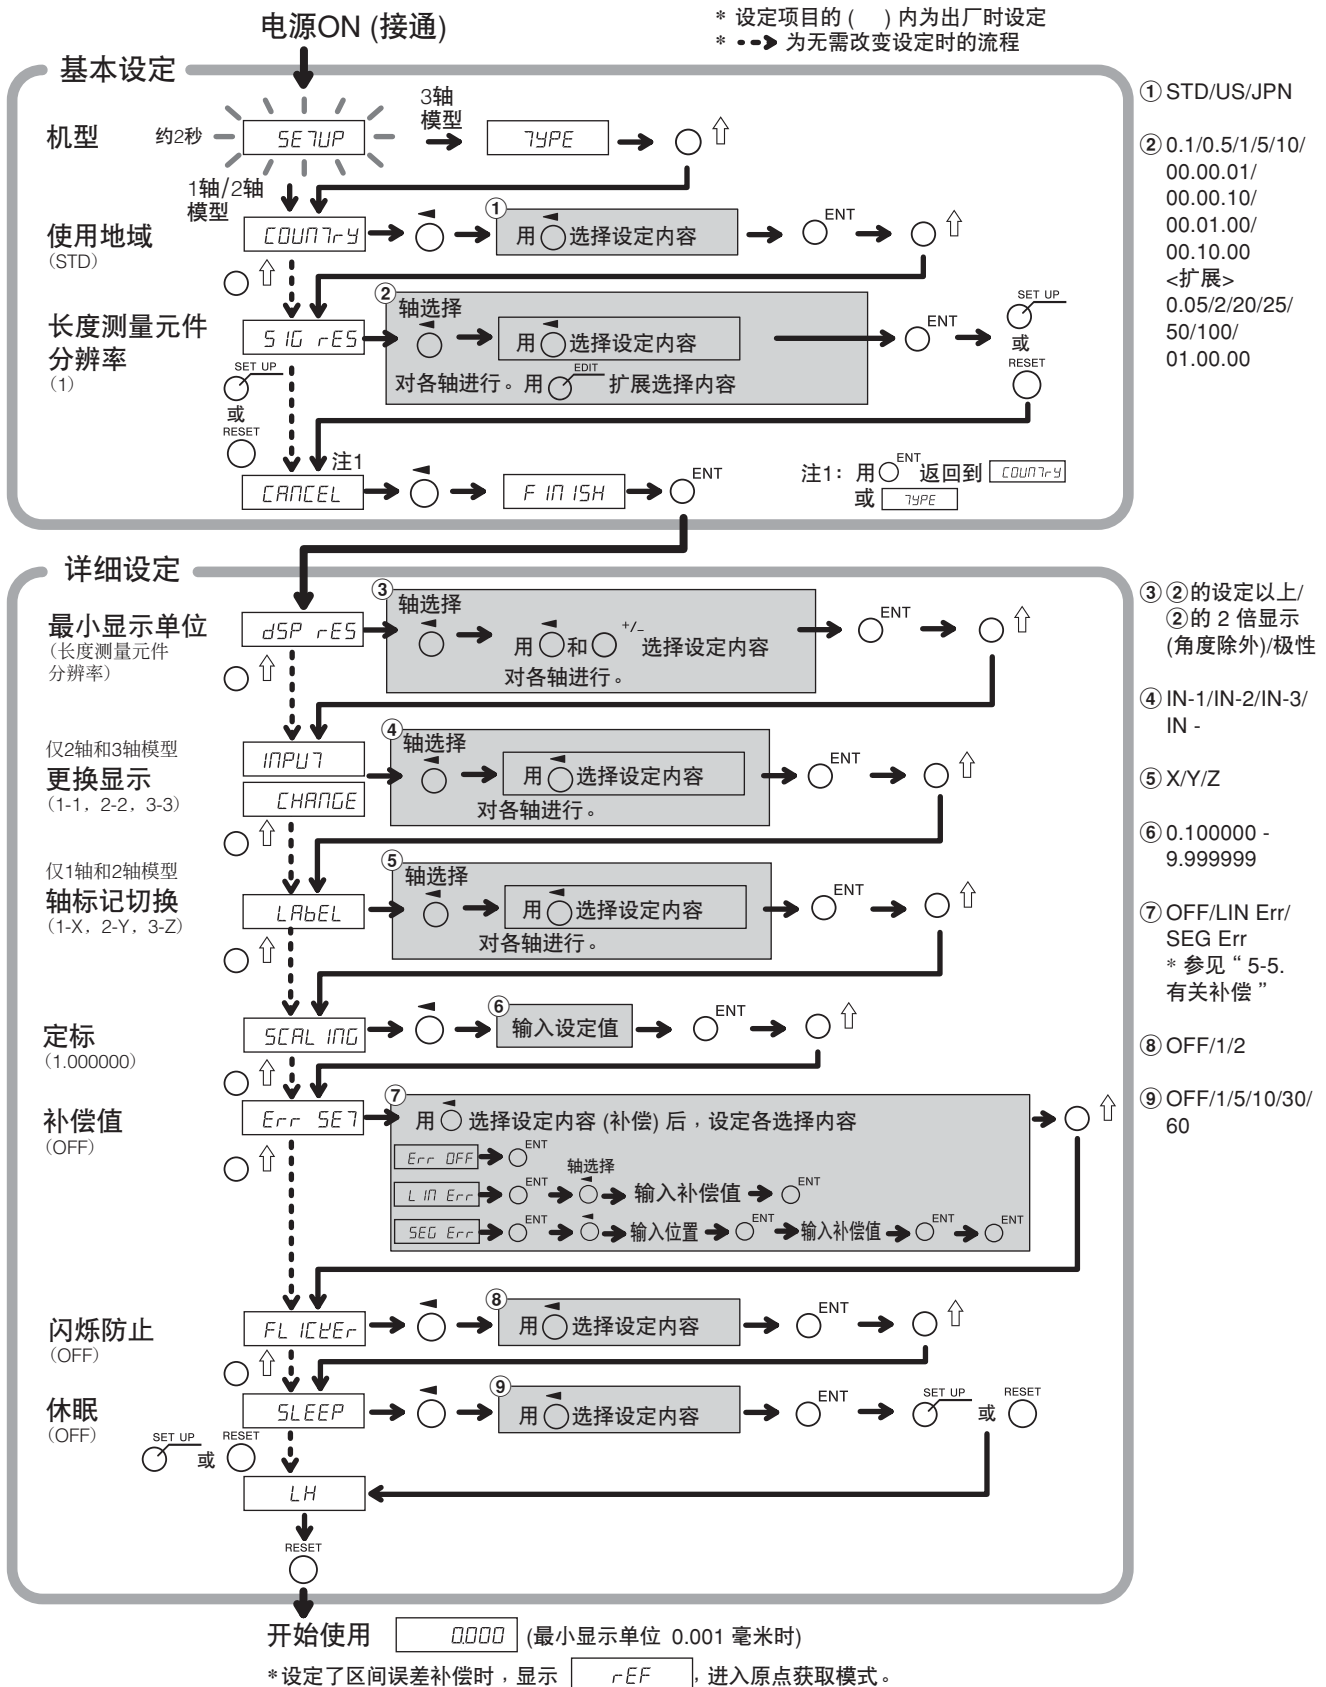 电源ON (接通)
* 设定项目的 (　) 内为出厂时设定
* 为无需改变设定时的流程
基本设定
机型
约2秒
SETUP
3轴
模型
TYPE
1轴/2轴
模型
使用地域
(STD)
COUNTrY
①
用 选择设定内容
ENT
长度测量元件
分辨率
(1)
SIG rES
②
轴选择
用 选择设定内容
对各轴进行。用 EDIT 扩展选择内容
ENT
SET UP
或
RESET
SET UP
或
RESET
注1
CANCEL
FINISH
ENT
注1：用 ENT 返回到 COUNTrY
或 TYPE
① STD/US/JPN
② 0.1/0.5/1/5/10/
00.00.01/
00.00.10/
00.01.00/
00.10.00
<扩展>
0.05/2/20/25/
50/100/
01.00.00
详细设定
最小显示单位
(长度测量元件
分辨率)
dSP rES
③
轴选择
用 和 +/- 选择设定内容
对各轴进行。
ENT
仅2轴和3轴模型
更换显示
(1-1，2-2，3-3)
INPUT
CHANGE
④
轴选择
用 选择设定内容
对各轴进行。
ENT
仅1轴和2轴模型
轴标记切换
(1-X，2-Y，3-Z)
LAbEL
⑤
轴选择
用 选择设定内容
对各轴进行。
ENT
定标
(1.000000)
SCALING
⑥
输入设定值
ENT
补偿值
(OFF)
Err SET
⑦
用 选择设定内容 (补偿) 后，设定各选择内容
Err OFF ENT
LIN Err ENT 轴选择 输入补偿值 ENT
SEG Err ENT 输入位置 ENT 输入补偿值 ENT ENT
闪烁防止
(OFF)
FLICKEr
⑧
用 选择设定内容
ENT
休眠
(OFF)
SLEEP
⑨
用 选择设定内容
ENT
SET UP 或 RESET
SET UP 或 RESET
LH
RESET
③ ②的设定以上/
②的 2 倍显示
(角度除外)/极性
④ IN-1/IN-2/IN-3/
IN -
⑤ X/Y/Z
⑥ 0.100000 -
9.999999
⑦ OFF/LIN Err/
SEG Err
* 参见“ 5-5.
有关补偿 ”
⑧ OFF/1/2
⑨ OFF/1/5/10/30/
60
开始使用 0.000 (最小显示单位 0.001 毫米时)
*设定了区间误差补偿时，显示 rEF ，进入原点获取模式。